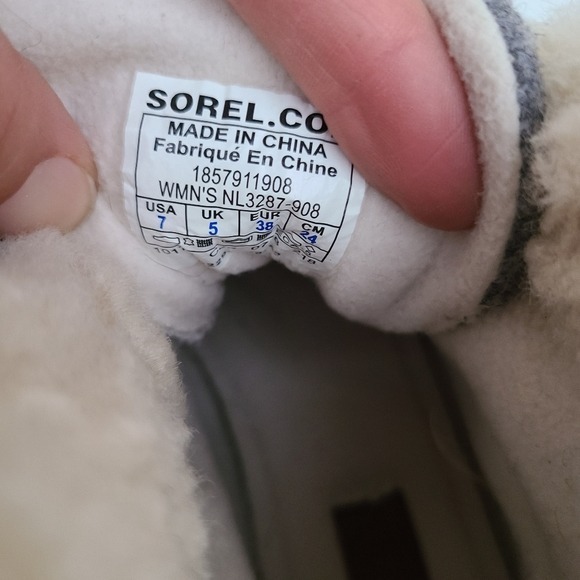 SOREL.CO
MADE IN CHINA
Fabriqué En Chine
1857911908
WMN'S NL3287-908
USA UK EUR CM
7 5 38 24